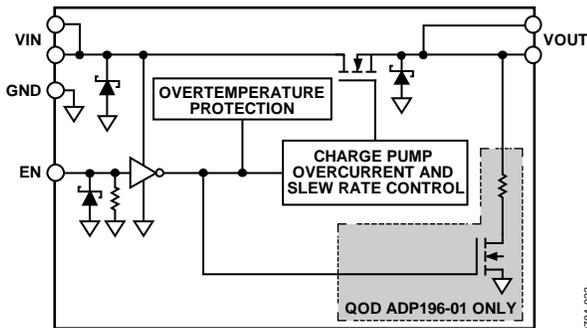 VIN
VOUT
GND
OVERTEMPERATURE
PROTECTION
EN
CHARGE PUMP
OVERCURRENT AND
SLEW RATE CONTROL
QOD ADP196-01 ONLY